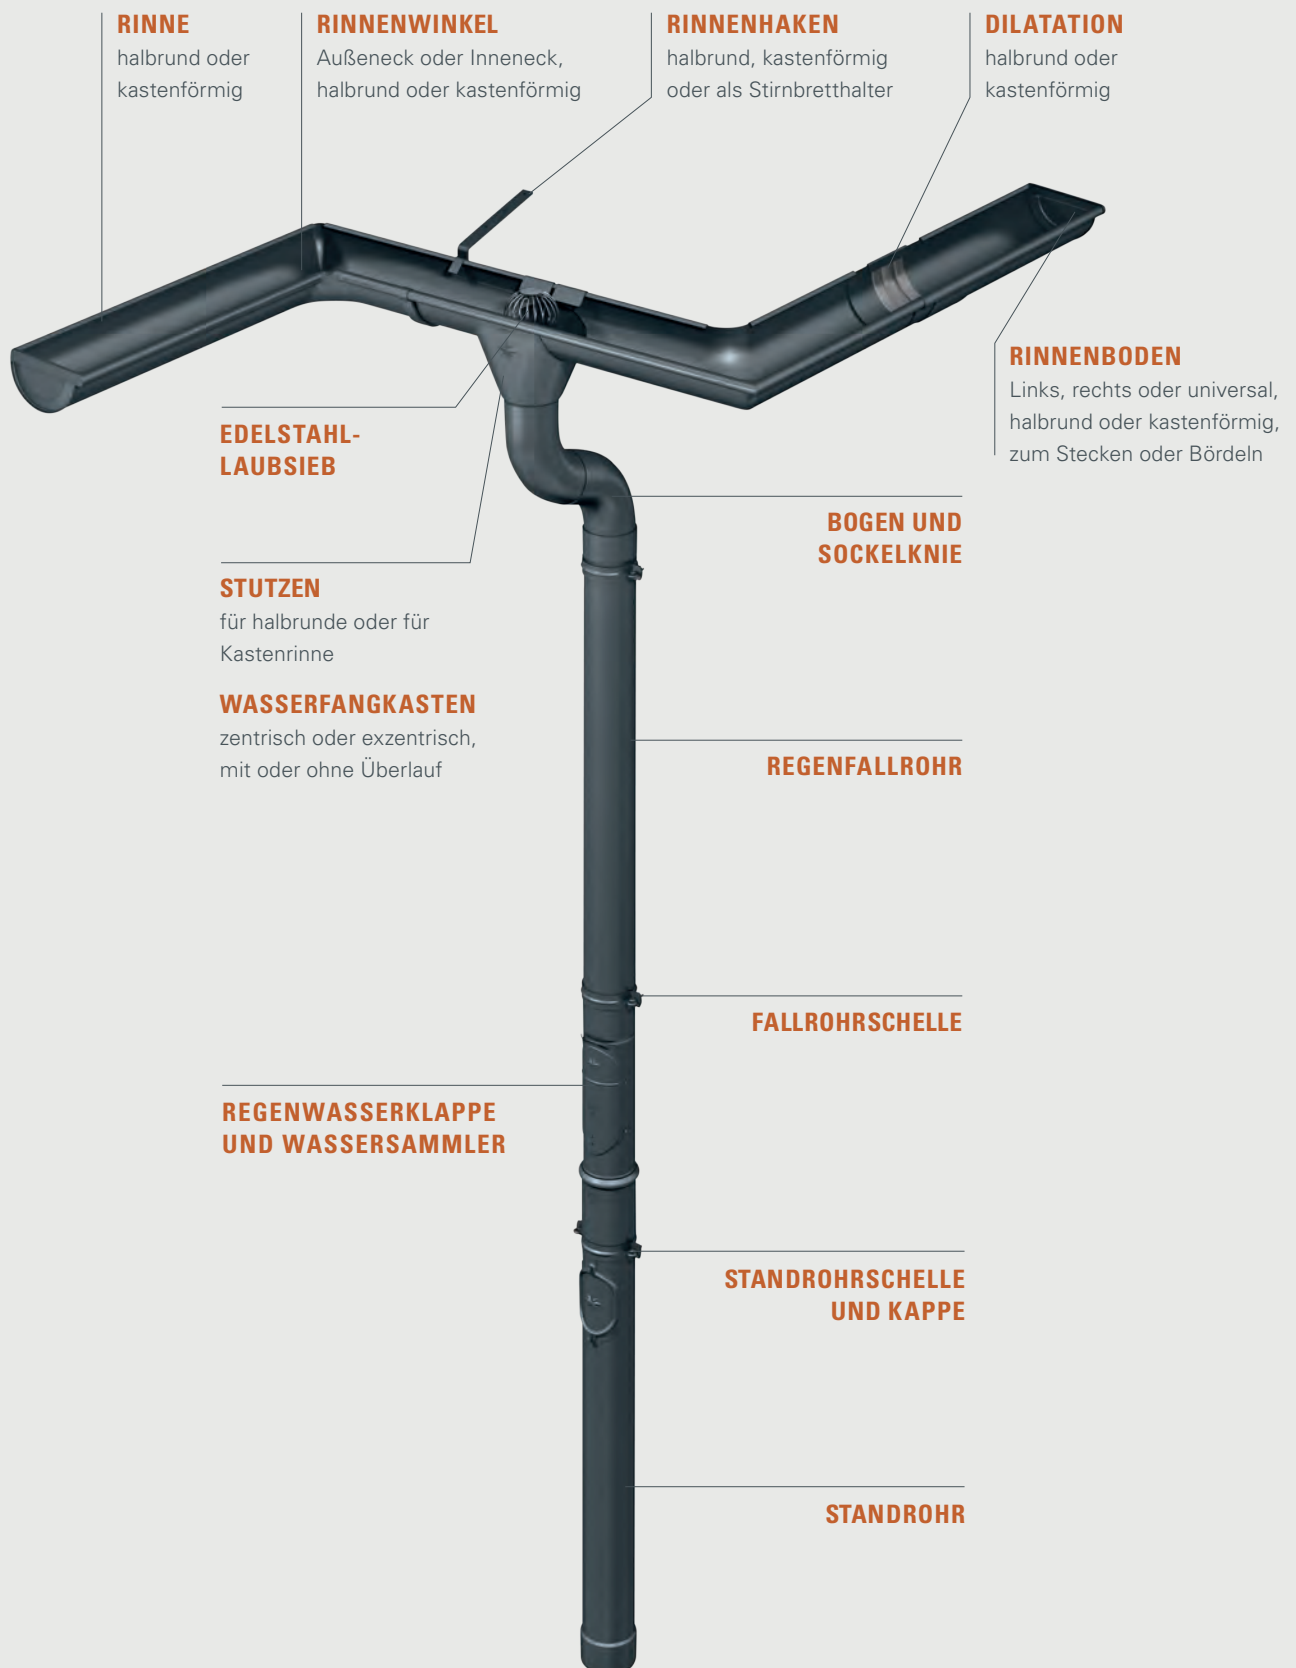 RINNE
halbrund oder
kastenförmig
RINNENWINKEL
Außeneck oder Inneneck,
halbrund oder kastenförmig
RINNENHAKEN
halbrund, kastenförmig
oder als Stirnbretthalter
DILATATION
halbrund oder
kastenförmig
RINNENBODEN
Links, rechts oder universal,
halbrund oder kastenförmig,
zum Stecken oder Bördeln
EDELSTAHL-
LAUBSIEB
BOGEN UND
SOCKELKNIE
STUTZEN
für halbrunde oder für
Kastenrinne
WASSERFANGKASTEN
zentrisch oder exzentrisch,
mit oder ohne Überlauf
REGENFALLROHR
FALLROHRSCHELLE
REGENWASSERKLAPPE
UND WASSERSAMMLER
STANDROHRSCHELLE
UND KAPPE
STANDROHR